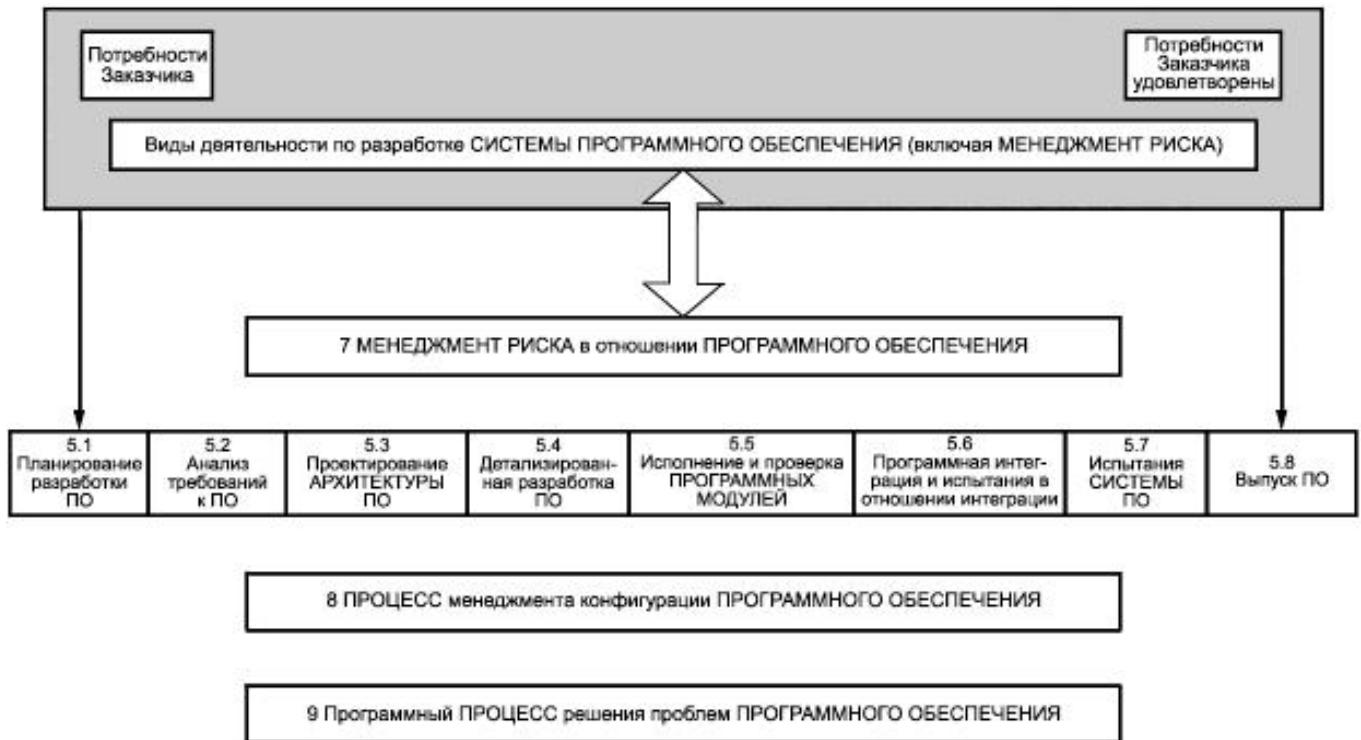 Потребности
Заказчика
Потребности
Заказчика
удовлетворены
Виды деятельности по разработке СИСТЕМЫ ПРОГРАММНОГО ОБЕСПЕЧЕНИЯ (включая МЕНЕДЖМЕНТ РИСКА)
7 МЕНЕДЖМЕНТ РИСКА в отношении ПРОГРАММНОГО ОБЕСПЕЧЕНИЯ
5.1
Планирование
разработки
ПО
5.2
Анализ
требований
к ПО
5.3
Проектирование
АРХИТЕКТУРЫ
ПО
5.4
Детализирован-
ная разработка
ПО
5.5
Исполнение и проверка
ПРОГРАММНЫХ
МОДУЛЕЙ
5.6
Программная интег-
рация и испытания в
отношении интеграции
5.7
Испытания
СИСТЕМЫ
ПО
5.8
Выпуск ПО
8 ПРОЦЕСС менеджмента конфигурации ПРОГРАММНОГО ОБЕСПЕЧЕНИЯ
9 Программный ПРОЦЕСС решения проблем ПРОГРАММНОГО ОБЕСПЕЧЕНИЯ